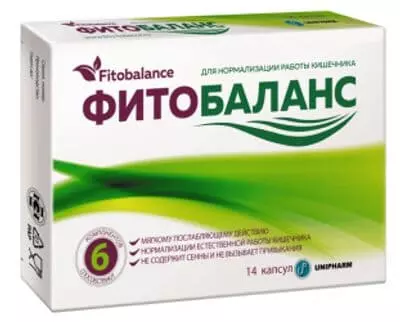 Fitobalance
ДЛЯ НОРМАЛИЗАЦИИ РАБОТЫ КИШЕЧНИКА
ФИТОБАЛАНС
6
КОМПОНЕНТОВ
• МЯГКОМУ ПОСЛАБЛЯЮЩЕМУ ДЕЙСТВИЮ
• НОРМАЛИЗАЦИИ ЕСТЕСТВЕННОЙ РАБОТЫ КИШЕЧНИКА
• НЕ СОДЕРЖИТ СЕННЫ И НЕ ВЫЗЫВАЕТ ПРИВЫКАНИЯ
14 капсул
UNIPHARM